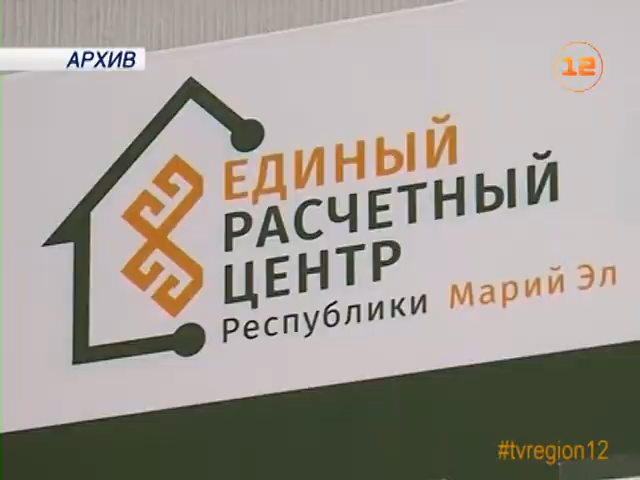 АРХИВ
12
ЕДИНЫЙ
РАСЧЕТНЫЙ
ЦЕНТР
Республики Марий Эл
#tvregion12